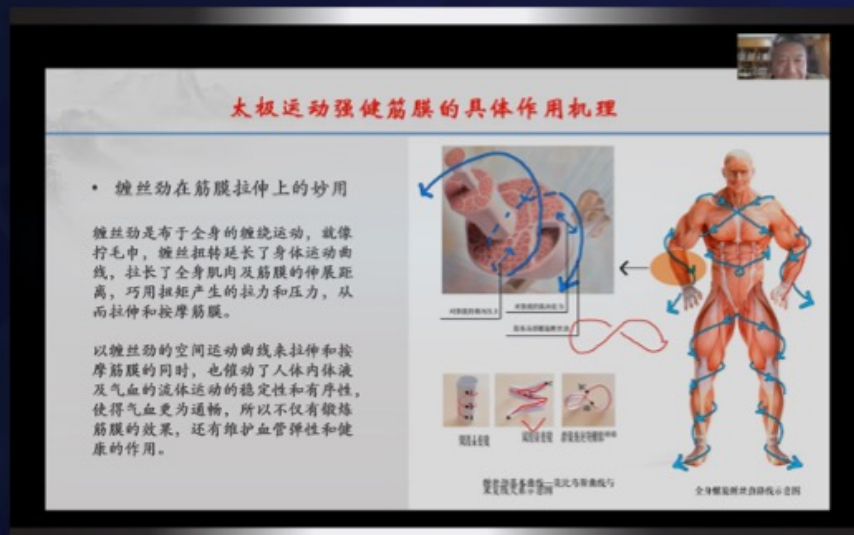 太极运动强健筋膜的具体作用机理
• 缠丝劲在筋膜拉伸上的妙用
缠丝劲是布于全身的缠绕运动，就像
拧毛巾，缠丝扭转延长了身体运动曲
线，拉长了全身肌肉及筋膜的伸展距
离，巧用扭矩产生的拉力和压力，从
而拉伸和按摩筋膜。
以缠丝劲的空间运动曲线来拉伸和按
摩筋膜的同时，也催动了人体内体液
及气血的流体运动的稳定性和有序性，
使得气血更为通畅，所以不仅有锻炼
筋膜的效果，还有维护血管弹性和健
康的作用。
全身螺旋缠丝劲路线示意图